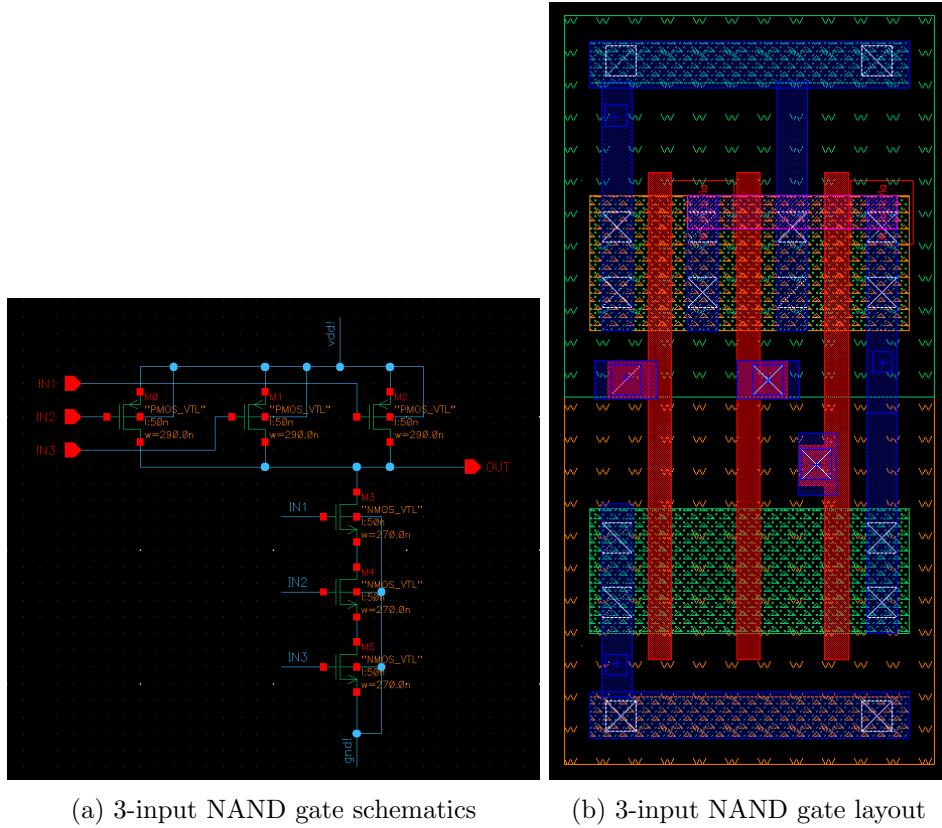 vdd!
IN1
IN2
IN3
M0
"PMOS_VTL"
l:50n
w=290.0n
M1
"PMOS_VTL"
l:50n
w=290.0n
M2
"PMOS_VTL"
l:50n
w=290.0n
OUT
IN1
M3
"NMOS_VTL"
l:50n
w=270.0n
IN2
M4
"NMOS_VTL"
l:50n
w=270.0n
IN3
M5
"NMOS_VTL"
l:50n
w=270.0n
gnd!
(a) 3-input NAND gate schematics
(b) 3-input NAND gate layout